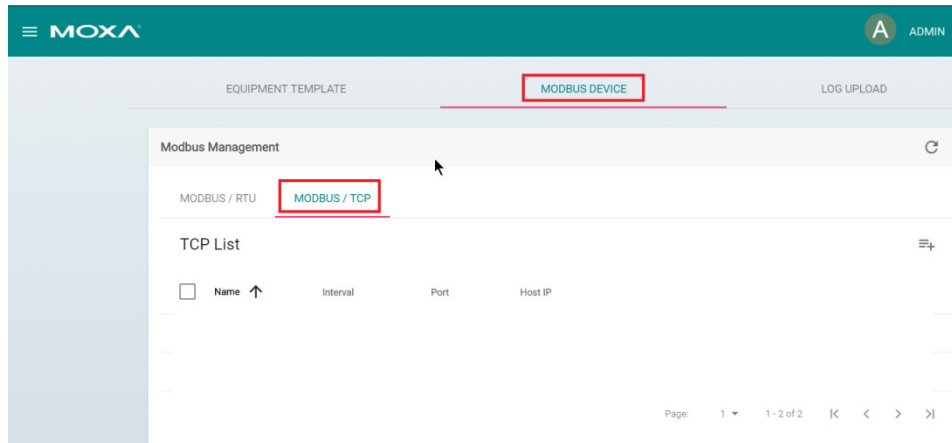 MOXA
A ADMIN
EQUIPMENT TEMPLATE MODBUS DEVICE LOG UPLOAD
Modbus Management
MODBUS / RTU MODBUS / TCP
TCP List
Name Interval Port Host IP
Page: 1 1 - 2 of 2